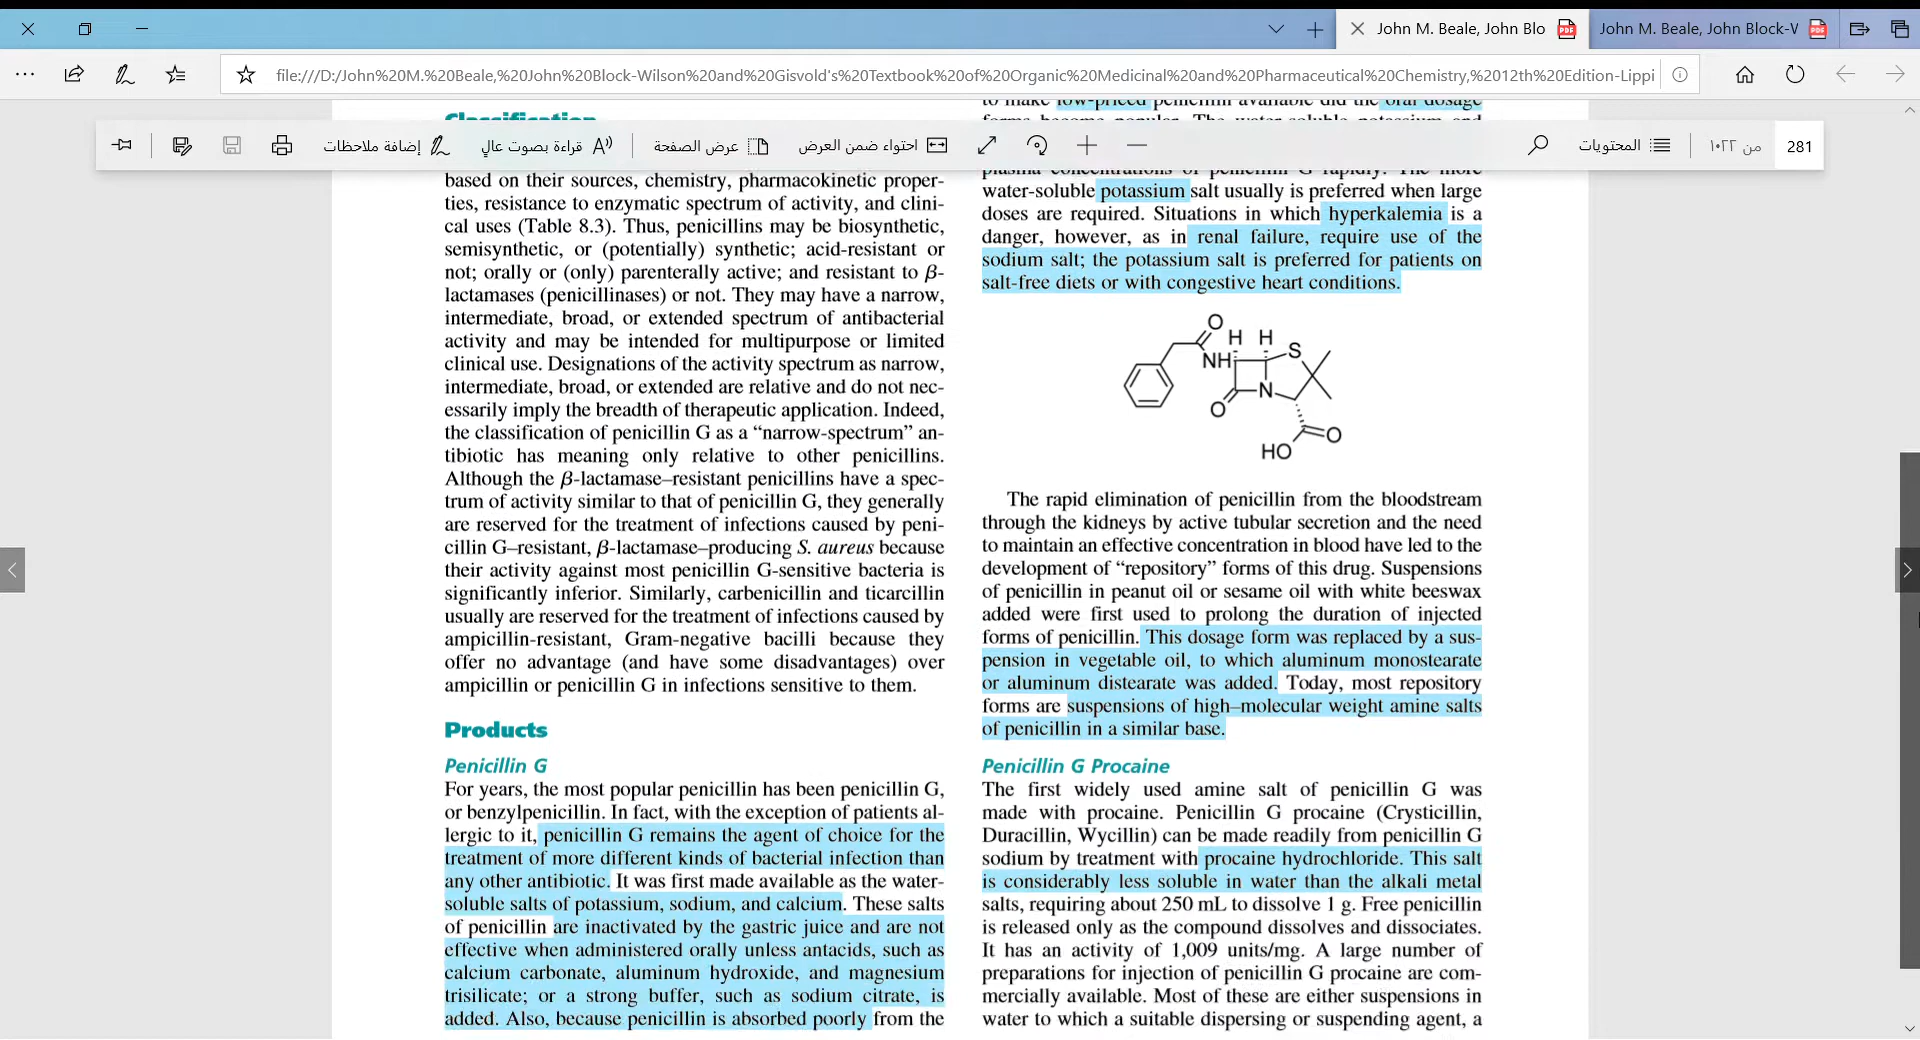 John M. Beale, John Blo
John M. Beale, John Block-V
file:///D:/John%20M.%20Beale,%20John%20Block-Wilson%20and%20Gisvold's%20Textbook%20of%20Organic%20Medicinal%20and%20Pharmaceutical%20Chemistry,%2012th%20Edition-Lippi
إضافة ملاحظات
قراءة بصوت عالٍ
عرض الصفحة
احتواء ضمن العرض
المحتويات
من ١٠٢٢
281
Classification
based on their sources, chemistry, pharmacokinetic proper-
ties, resistance to enzymatic spectrum of activity, and clini-
cal uses (Table 8.3). Thus, penicillins may be biosynthetic,
semisynthetic, or (potentially) synthetic; acid-resistant or
not; orally or (only) parenterally active; and resistant to β-
lactamases (penicillinases) or not. They may have a narrow,
intermediate, broad, or extended spectrum of antibacterial
activity and may be intended for multipurpose or limited
clinical use. Designations of the activity spectrum as narrow,
intermediate, broad, or extended are relative and do not nec-
essarily imply the breadth of therapeutic application. Indeed,
the classification of penicillin G as a “narrow-spectrum” an-
tibiotic has meaning only relative to other penicillins.
Although the β-lactamase–resistant penicillins have a spec-
trum of activity similar to that of penicillin G, they generally
are reserved for the treatment of infections caused by peni-
cillin G–resistant, β-lactamase–producing S. aureus because
their activity against most penicillin G-sensitive bacteria is
significantly inferior. Similarly, carbenicillin and ticarcillin
usually are reserved for the treatment of infections caused by
ampicillin-resistant, Gram-negative bacilli because they
offer no advantage (and have some disadvantages) over
ampicillin or penicillin G in infections sensitive to them.
Products
Penicillin G
For years, the most popular penicillin has been penicillin G,
or benzylpenicillin. In fact, with the exception of patients al-
lergic to it, penicillin G remains the agent of choice for the
treatment of more different kinds of bacterial infection than
any other antibiotic. It was first made available as the water-
soluble salts of potassium, sodium, and calcium. These salts
of penicillin are inactivated by the gastric juice and are not
effective when administered orally unless antacids, such as
calcium carbonate, aluminum hydroxide, and magnesium
trisilicate; or a strong buffer, such as sodium citrate, is
added. Also, because penicillin is absorbed poorly from the
to make low-priced penicillin available did the oral dosage
forms become popular. The water-soluble potassium and
plasma concentrations of penicillin G rapidly. The more
water-soluble potassium salt usually is preferred when large
doses are required. Situations in which hyperkalemia is a
danger, however, as in renal failure, require use of the
sodium salt; the potassium salt is preferred for patients on
salt-free diets or with congestive heart conditions.
O
H H
S
NH
N
O
O
HO
The rapid elimination of penicillin from the bloodstream
through the kidneys by active tubular secretion and the need
to maintain an effective concentration in blood have led to the
development of “repository” forms of this drug. Suspensions
of penicillin in peanut oil or sesame oil with white beeswax
added were first used to prolong the duration of injected
forms of penicillin. This dosage form was replaced by a sus-
pension in vegetable oil, to which aluminum monostearate
or aluminum distearate was added. Today, most repository
forms are suspensions of high–molecular weight amine salts
of penicillin in a similar base.
Penicillin G Procaine
The first widely used amine salt of penicillin G was
made with procaine. Penicillin G procaine (Crysticillin,
Duracillin, Wycillin) can be made readily from penicillin G
sodium by treatment with procaine hydrochloride. This salt
is considerably less soluble in water than the alkali metal
salts, requiring about 250 mL to dissolve 1 g. Free penicillin
is released only as the compound dissolves and dissociates.
It has an activity of 1,009 units/mg. A large number of
preparations for injection of penicillin G procaine are com-
mercially available. Most of these are either suspensions in
water to which a suitable dispersing or suspending agent, a